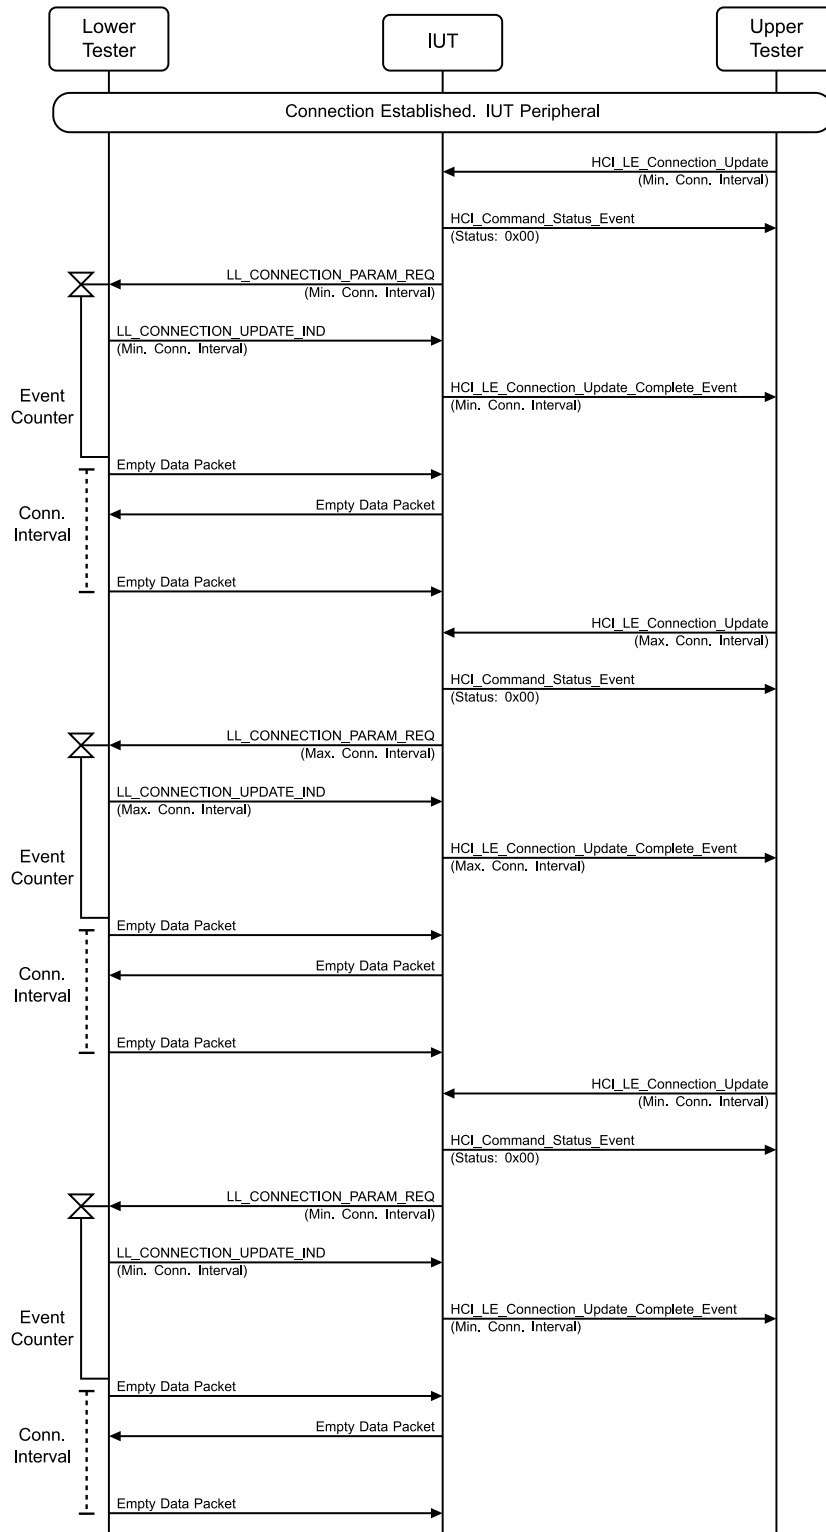 Lower
Tester
IUT
Upper
Tester
Connection Established. IUT Peripheral
HCI_LE_Connection_Update
(Min. Conn. Interval)
HCI_Command_Status_Event
(Status: 0x00)
LL_CONNECTION_PARAM_REQ
(Min. Conn. Interval)
LL_CONNECTION_UPDATE_IND
(Min. Conn. Interval)
Event
Counter
HCI_LE_Connection_Update_Complete_Event
(Min. Conn. Interval)
Empty Data Packet
Empty Data Packet
Conn.
Interval
Empty Data Packet
HCI_LE_Connection_Update
(Max. Conn. Interval)
HCI_Command_Status_Event
(Status: 0x00)
LL_CONNECTION_PARAM_REQ
(Max. Conn. Interval)
LL_CONNECTION_UPDATE_IND
(Max. Conn. Interval)
Event
Counter
HCI_LE_Connection_Update_Complete_Event
(Max. Conn. Interval)
Empty Data Packet
Empty Data Packet
Conn.
Interval
Empty Data Packet
HCI_LE_Connection_Update
(Min. Conn. Interval)
HCI_Command_Status_Event
(Status: 0x00)
LL_CONNECTION_PARAM_REQ
(Min. Conn. Interval)
LL_CONNECTION_UPDATE_IND
(Min. Conn. Interval)
Event
Counter
HCI_LE_Connection_Update_Complete_Event
(Min. Conn. Interval)
Empty Data Packet
Empty Data Packet
Conn.
Interval
Empty Data Packet